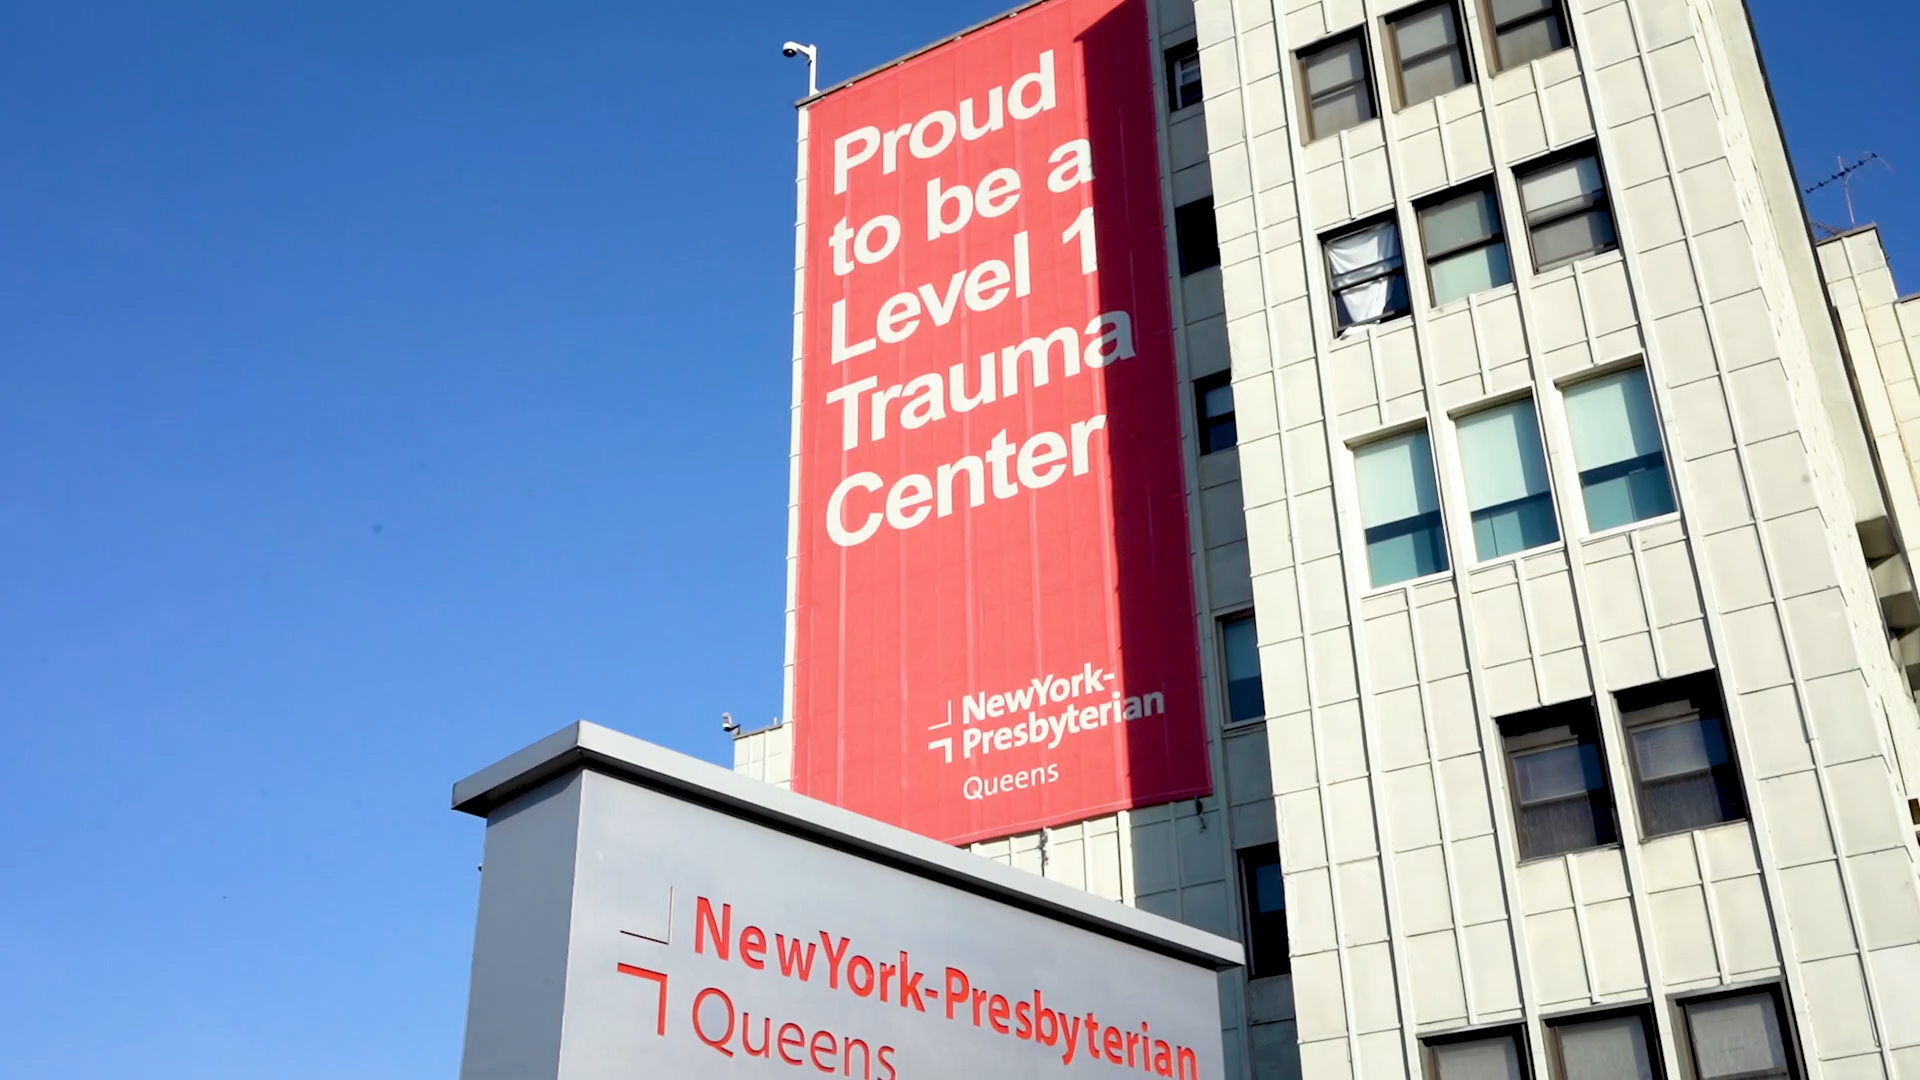 Proud
to be a
Level 1
Trauma
Center
NewYork-
Presbyterian
Queens
NewYork-Presbyterian
Queens